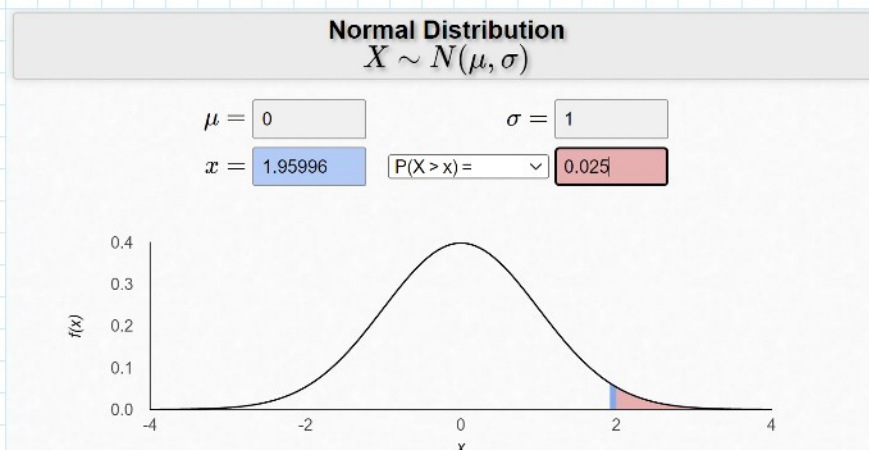 Normal Distribution
X ∼ N(μ, σ)
μ = 0 σ = 1
x = 1.95996 P(X > x) = 0.025
0.4
0.3
f(x)
0.2
0.1
0.0
-4 -2 0 2 4
x